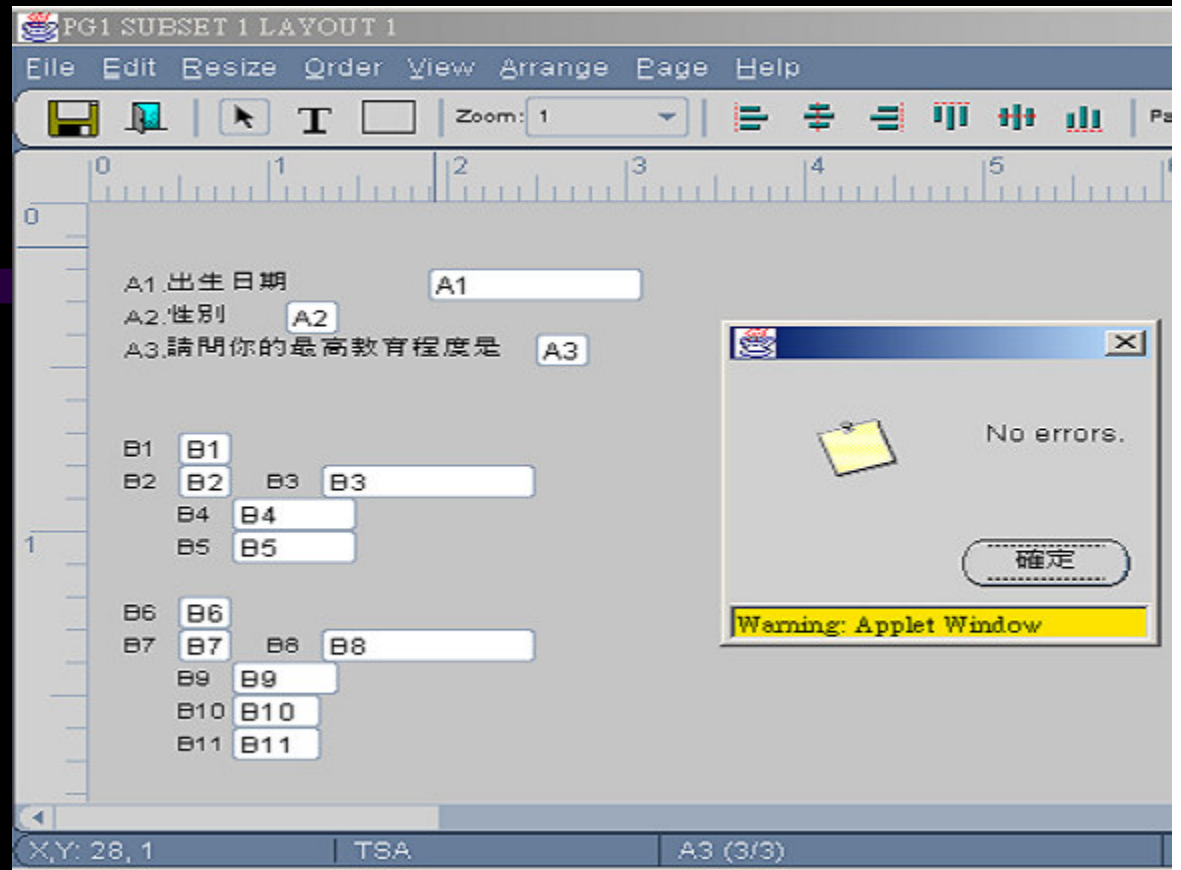 PG1 SUBSET 1 LAYOUT 1
File Edit Resize Order View Arrange Page Help
T Zoom: 1 Pa
0 1 2 3 4 5
0
A1.出生日期 A1
A2.性別 A2
A3.請問你的最高教育程度是 A3
No errors.
B1 B1
B2 B2 B3 B3
B4 B4
1
B5 B5
確定
B6 B6
Warning: Applet Window
B7 B7 B8 B8
B9 B9
B10 B10
B11 B11
X,Y: 28, 1 TSA A3 (3/3)